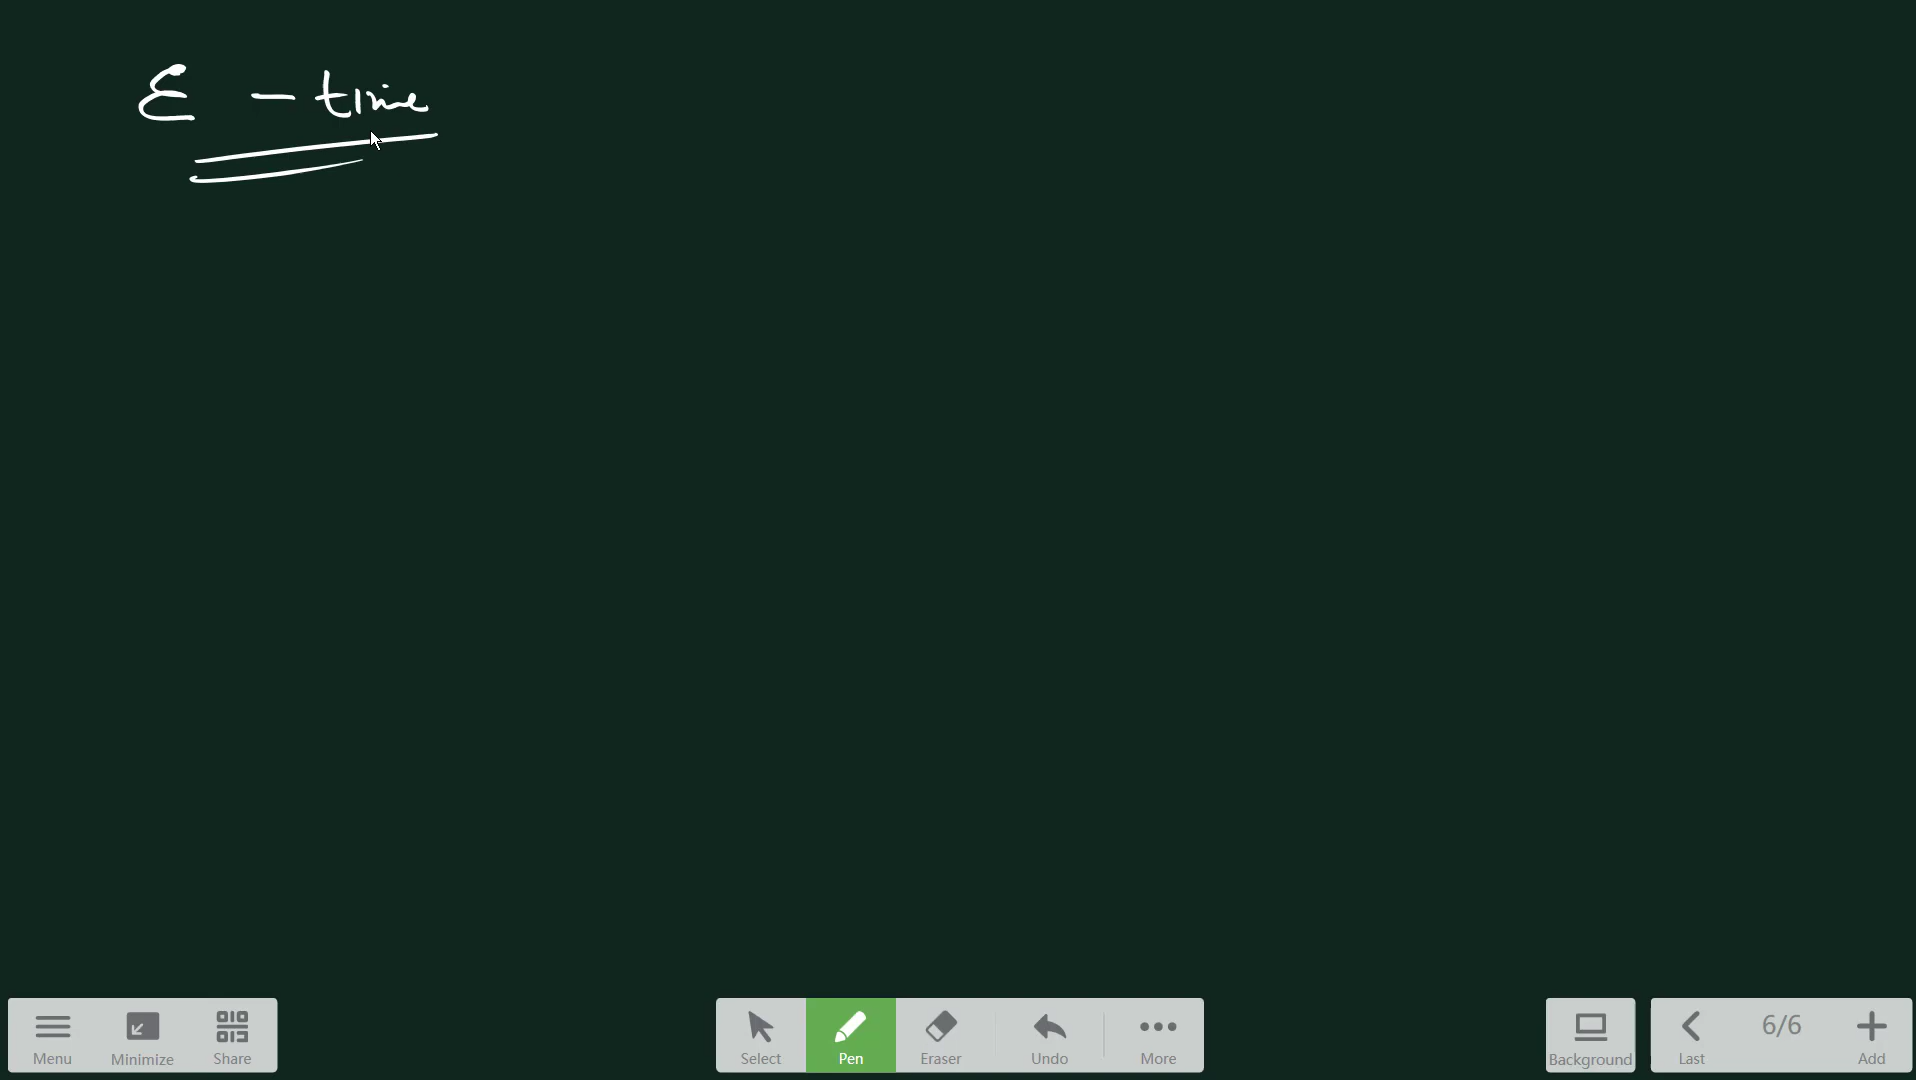 E - time
Menu
Minimize
Share
Select
Pen
Eraser
Undo
More
Background
Last
6/6
Add